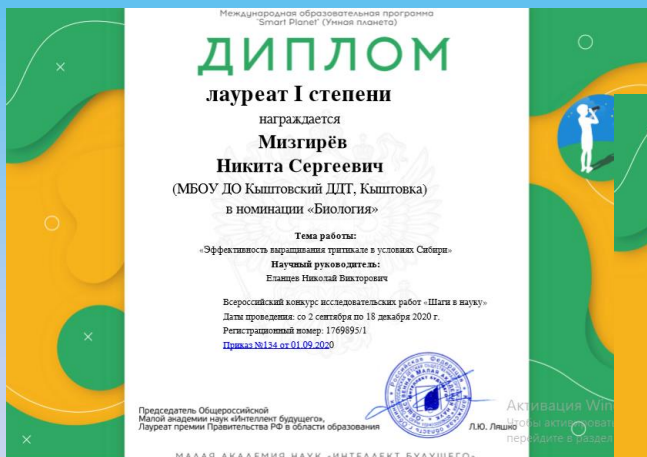 Международная образовательная программа
'Smart Planet' (Умная планета)
ДИПЛОМ
лауреат I степени
награждается
Мизгирёв
Никита Сергеевич
(МБОУ ДО Кыштовский ДДТ, Кыштовка)
в номинации «Биология»
Тема работы:
«Эффективность выращивания тритикале в условиях Сибири»
Научный руководитель:
Еланцев Николай Викторович
Всероссийский конкурс исследовательских работ «Шаги в науку»
Даты проведения: со 2 сентября по 18 декабря 2020 г.
Регистрационный номер: 1769895/1
Приказ №134 от 01.09.2020
Председатель Общероссийской
Малой академии наук «Интеллект будущего»,
Лауреат премии Правительства РФ в области образования
Л.Ю. Ляшко
Активация Win
Чтобы активировать
перейдите в раздел
МАЛАЯ АКАДЕМИЯ НАУК «ИНТЕЛЛЕКТ БУДУЩЕГО»